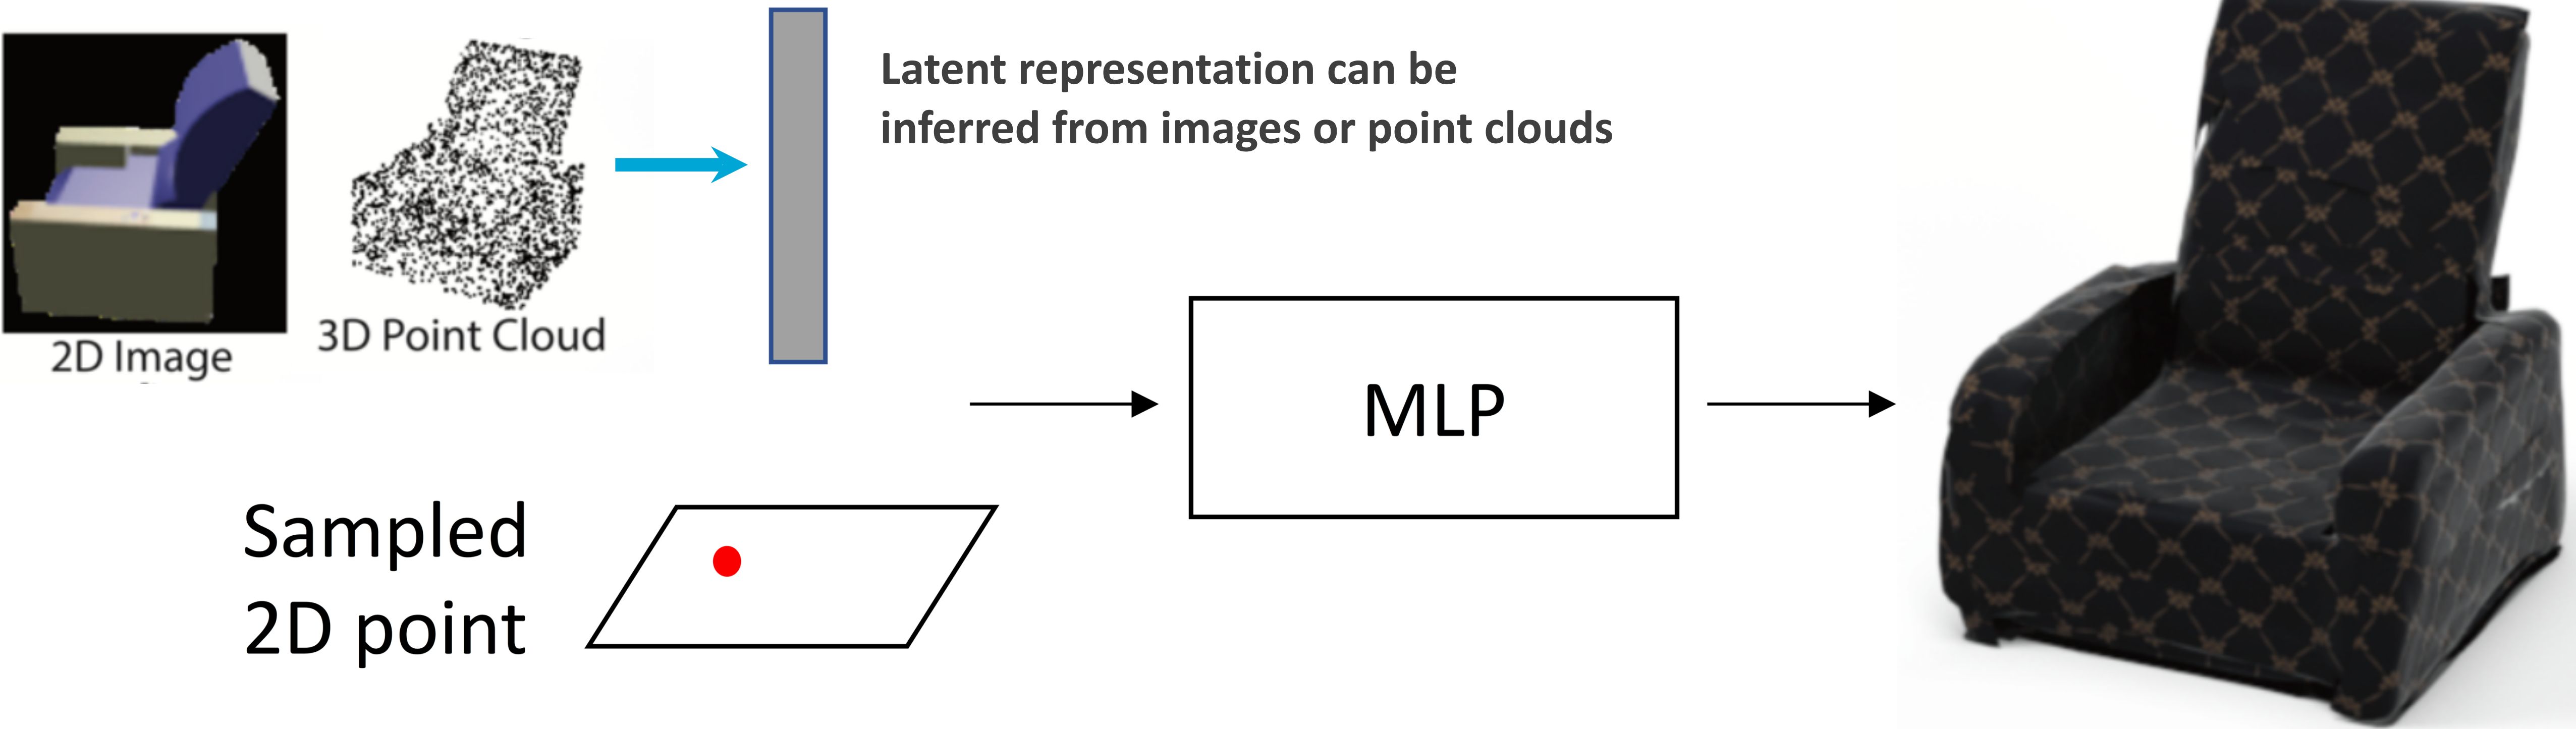 2D Image
3D Point Cloud
Latent representation can be
inferred from images or point clouds
MLP
Sampled
2D point